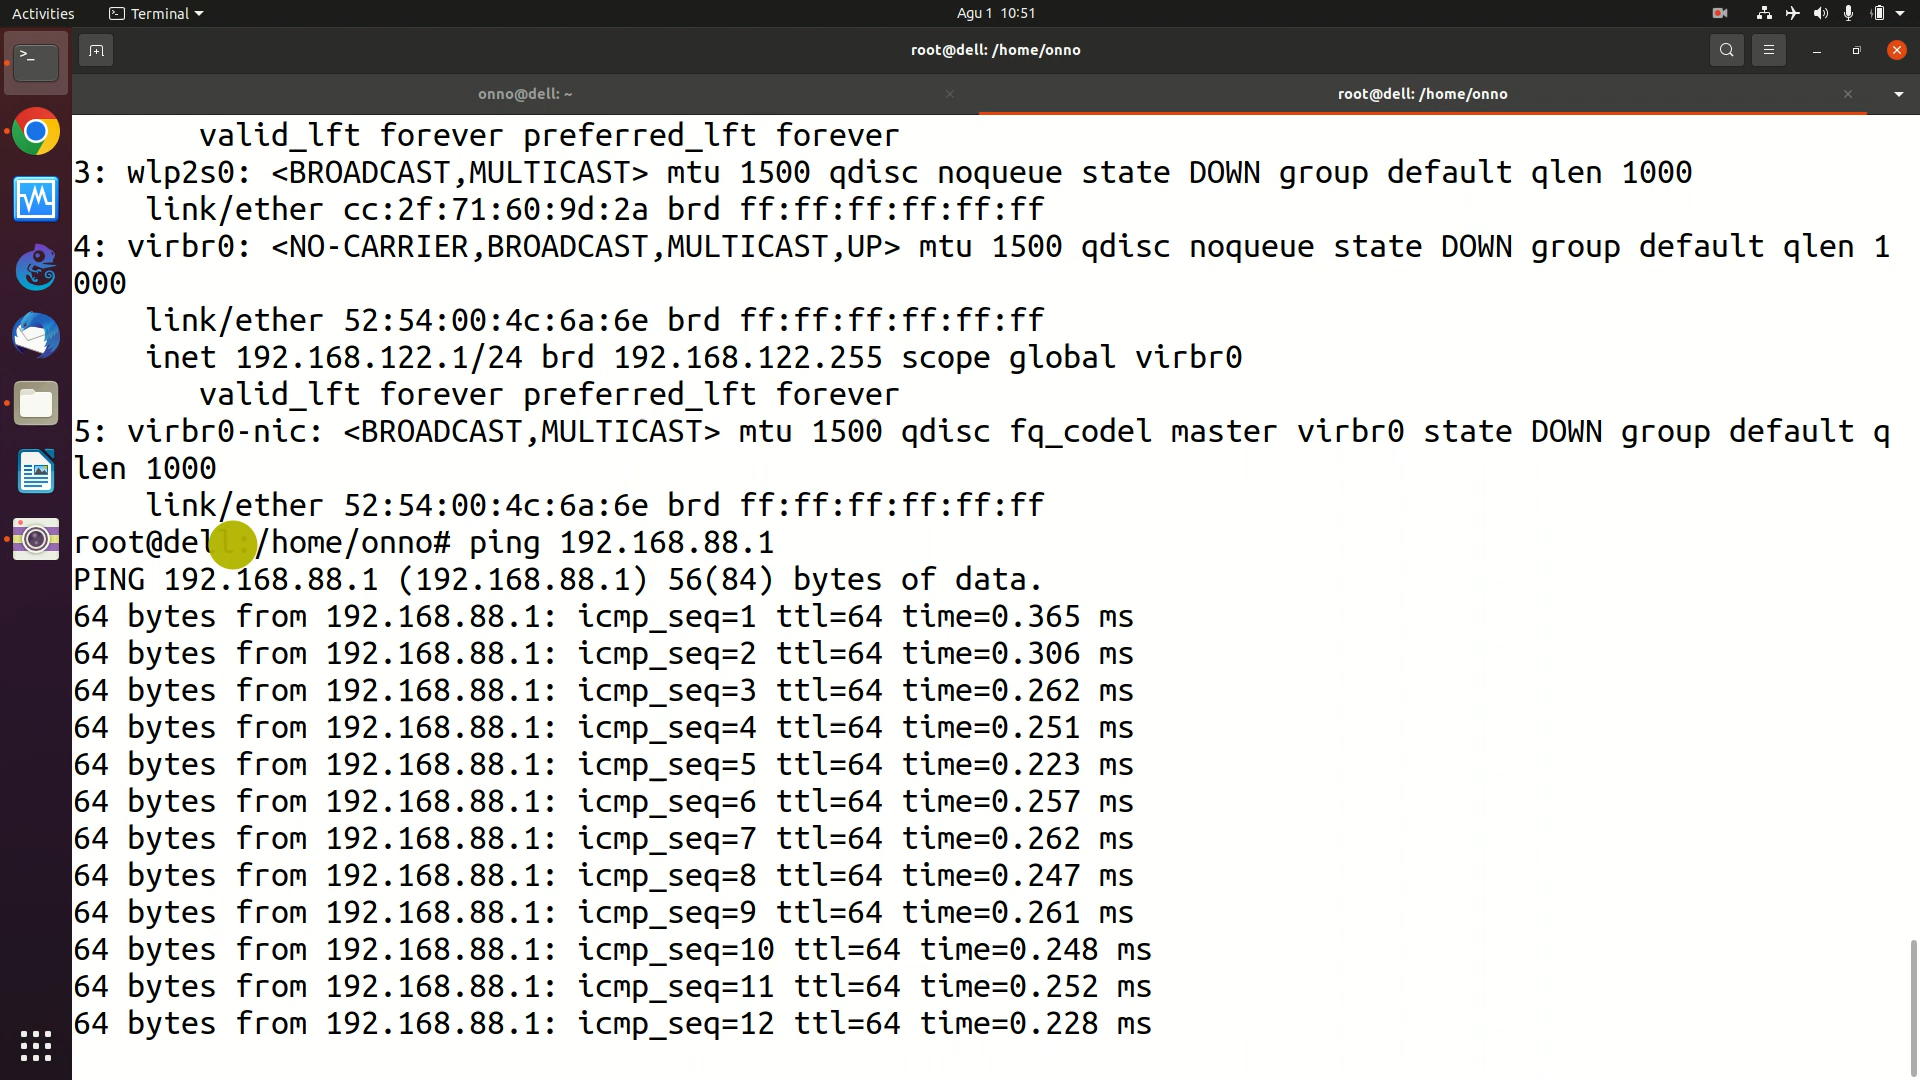 Activities Terminal Agu 1 10:51
root@dell: /home/onno
onno@dell: ~ root@dell: /home/onno
valid_lft forever preferred_lft forever
3: wlp2s0: <BROADCAST,MULTICAST> mtu 1500 qdisc noqueue state DOWN group default qlen 1000
link/ether cc:2f:71:60:9d:2a brd ff:ff:ff:ff:ff:ff
4: virbr0: <NO-CARRIER,BROADCAST,MULTICAST,UP> mtu 1500 qdisc noqueue state DOWN group default qlen 1
000
link/ether 52:54:00:4c:6a:6e brd ff:ff:ff:ff:ff:ff
inet 192.168.122.1/24 brd 192.168.122.255 scope global virbr0
valid_lft forever preferred_lft forever
5: virbr0-nic: <BROADCAST,MULTICAST> mtu 1500 qdisc fq_codel master virbr0 state DOWN group default q
len 1000
link/ether 52:54:00:4c:6a:6e brd ff:ff:ff:ff:ff:ff
root@dell:/home/onno# ping 192.168.88.1
PING 192.168.88.1 (192.168.88.1) 56(84) bytes of data.
64 bytes from 192.168.88.1: icmp_seq=1 ttl=64 time=0.365 ms
64 bytes from 192.168.88.1: icmp_seq=2 ttl=64 time=0.306 ms
64 bytes from 192.168.88.1: icmp_seq=3 ttl=64 time=0.262 ms
64 bytes from 192.168.88.1: icmp_seq=4 ttl=64 time=0.251 ms
64 bytes from 192.168.88.1: icmp_seq=5 ttl=64 time=0.223 ms
64 bytes from 192.168.88.1: icmp_seq=6 ttl=64 time=0.257 ms
64 bytes from 192.168.88.1: icmp_seq=7 ttl=64 time=0.262 ms
64 bytes from 192.168.88.1: icmp_seq=8 ttl=64 time=0.247 ms
64 bytes from 192.168.88.1: icmp_seq=9 ttl=64 time=0.261 ms
64 bytes from 192.168.88.1: icmp_seq=10 ttl=64 time=0.248 ms
64 bytes from 192.168.88.1: icmp_seq=11 ttl=64 time=0.252 ms
64 bytes from 192.168.88.1: icmp_seq=12 ttl=64 time=0.228 ms